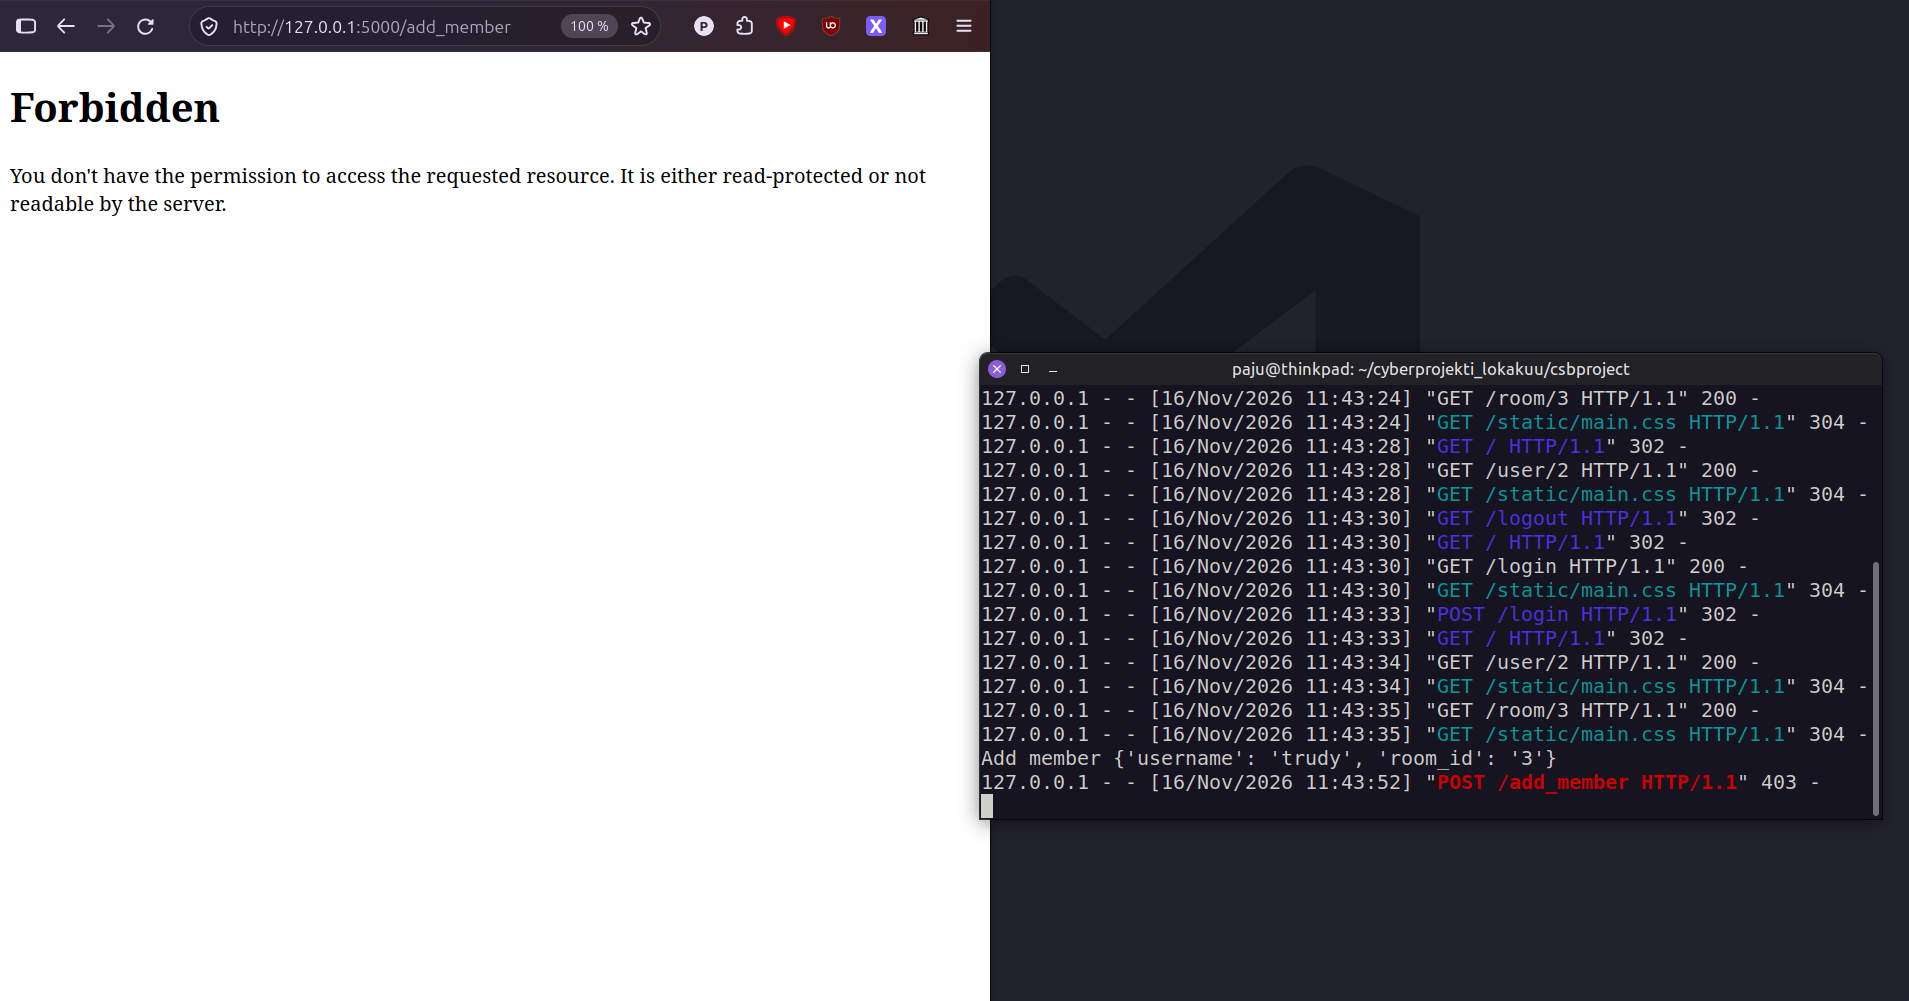 http://127.0.0.1:5000/add_member
100 %
P
UO
X
Forbidden
You don't have the permission to access the requested resource. It is either read-protected or not
readable by the server.
paju@thinkpad: ~/cyberprojekti_lokakuu/csbproject
127.0.0.1 - - [16/Nov/2026 11:43:24] "GET /room/3 HTTP/1.1" 200 -
127.0.0.1 - - [16/Nov/2026 11:43:24] "GET /static/main.css HTTP/1.1" 304 -
127.0.0.1 - - [16/Nov/2026 11:43:28] "GET / HTTP/1.1" 302 -
127.0.0.1 - - [16/Nov/2026 11:43:28] "GET /user/2 HTTP/1.1" 200 -
127.0.0.1 - - [16/Nov/2026 11:43:28] "GET /static/main.css HTTP/1.1" 304 -
127.0.0.1 - - [16/Nov/2026 11:43:30] "GET /logout HTTP/1.1" 302 -
127.0.0.1 - - [16/Nov/2026 11:43:30] "GET / HTTP/1.1" 302 -
127.0.0.1 - - [16/Nov/2026 11:43:30] "GET /login HTTP/1.1" 200 -
127.0.0.1 - - [16/Nov/2026 11:43:30] "GET /static/main.css HTTP/1.1" 304 -
127.0.0.1 - - [16/Nov/2026 11:43:33] "POST /login HTTP/1.1" 302 -
127.0.0.1 - - [16/Nov/2026 11:43:33] "GET / HTTP/1.1" 302 -
127.0.0.1 - - [16/Nov/2026 11:43:34] "GET /user/2 HTTP/1.1" 200 -
127.0.0.1 - - [16/Nov/2026 11:43:34] "GET /static/main.css HTTP/1.1" 304 -
127.0.0.1 - - [16/Nov/2026 11:43:35] "GET /room/3 HTTP/1.1" 200 -
127.0.0.1 - - [16/Nov/2026 11:43:35] "GET /static/main.css HTTP/1.1" 304 -
Add member {'username': 'trudy', 'room_id': '3'}
127.0.0.1 - - [16/Nov/2026 11:43:52] "POST /add_member HTTP/1.1" 403 -